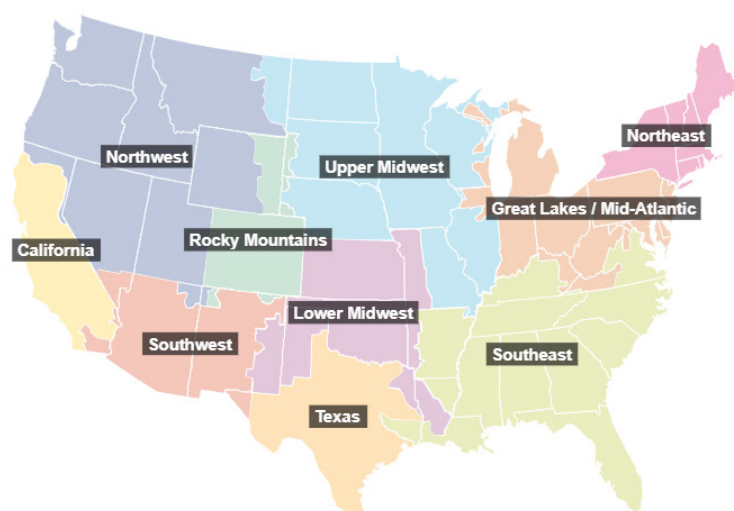 Northeast
Northwest
Upper Midwest
Great Lakes / Mid-Atlantic
Rocky Mountains
California
Lower Midwest
Southwest
Southeast
Texas